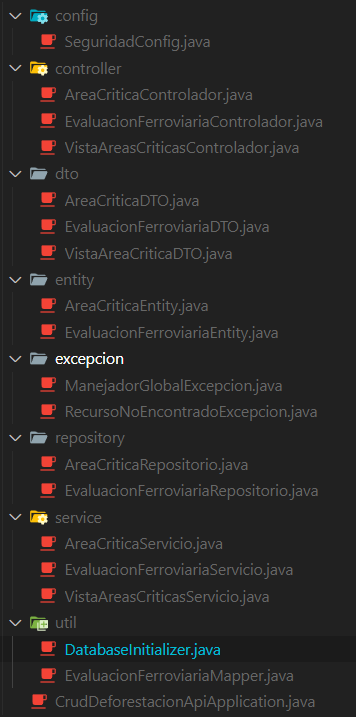 config
SeguridadConfig.java
controller
AreaCriticaControlador.java
EvaluacionFerroviariaControlador.java
VistaAreasCriticasControlador.java
dto
AreaCriticaDTO.java
EvaluacionFerroviariaDTO.java
VistaAreaCriticaDTO.java
entity
AreaCriticaEntity.java
EvaluacionFerroviariaEntity.java
excepcion
ManejadorGlobalExcepcion.java
RecursoNoEncontradoExcepcion.java
repository
AreaCriticaRepositorio.java
EvaluacionFerroviariaRepositorio.java
service
AreaCriticaServicio.java
EvaluacionFerroviariaServicio.java
VistaAreasCriticasServicio.java
util
DatabaseInitializer.java
EvaluacionFerroviariaMapper.java
CrudDeforestacionApiApplication.java